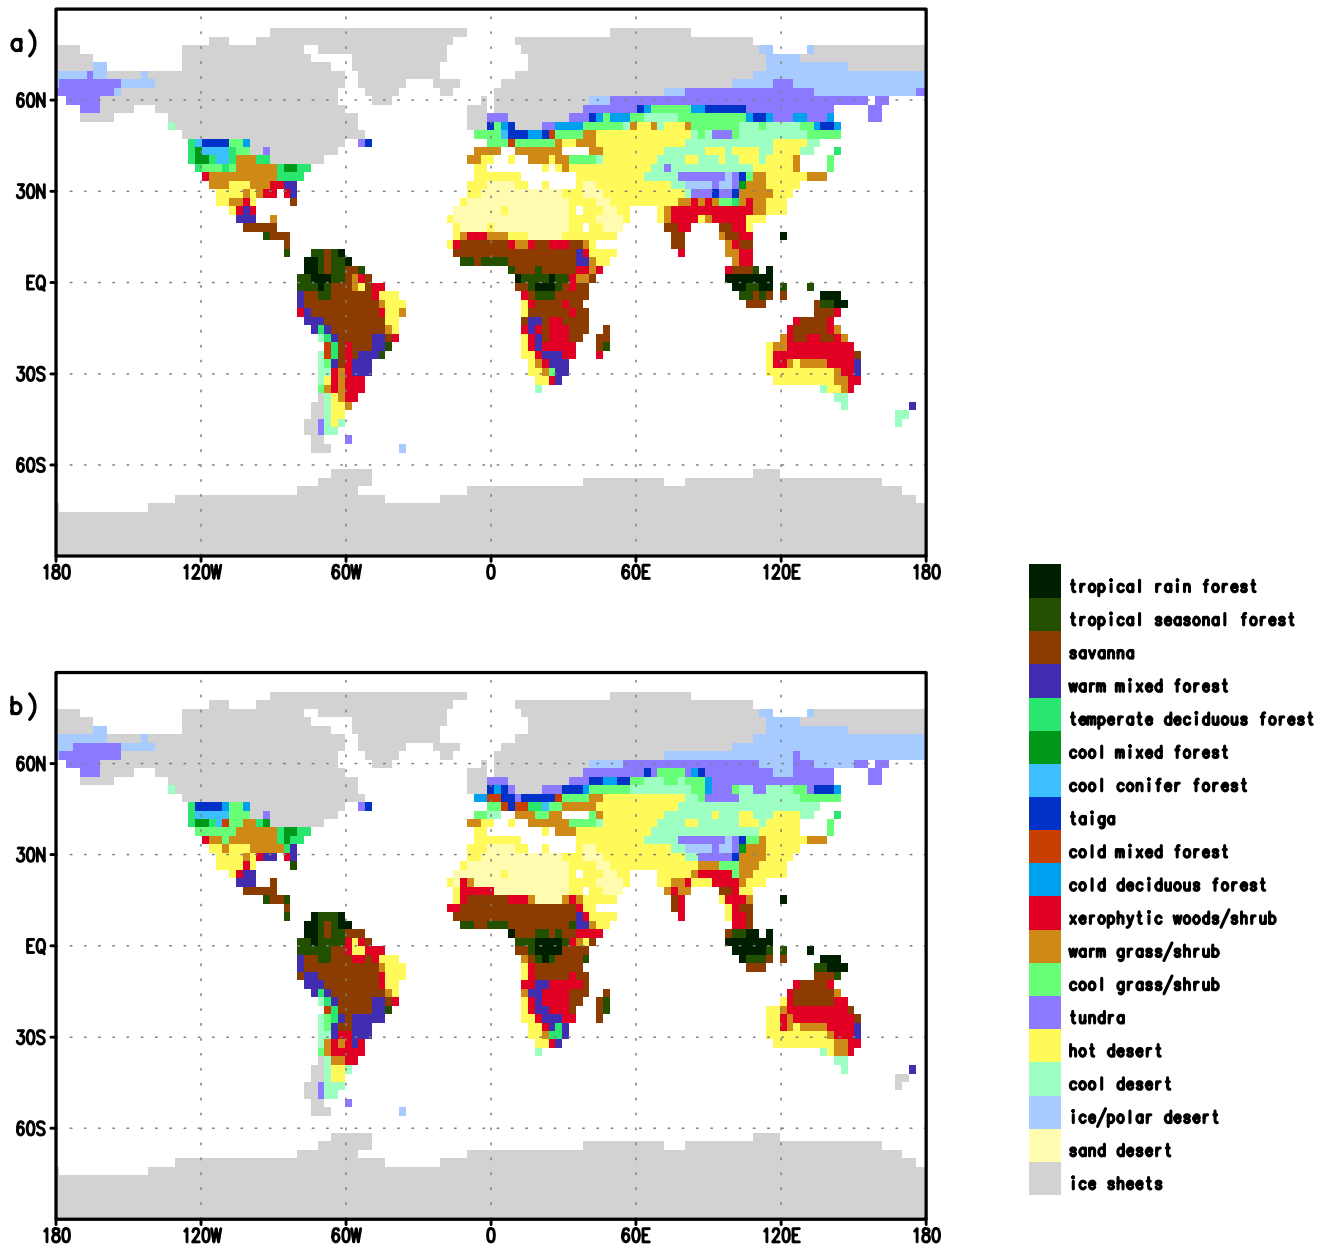 a)
60N
30N
EQ
30S
60S
180 120W 60W 0 60E 120E 180
tropical rain forest
tropical seasonal forest
savanna
warm mixed forest
temperate deciduous forest
cool mixed forest
cool conifer forest
taiga
cold mixed forest
cold deciduous forest
xerophytic woods/shrub
warm grass/shrub
cool grass/shrub
tundra
hot desert
cool desert
ice/polar desert
sand desert
ice sheets
b)
60N
30N
EQ
30S
60S
180 120W 60W 0 60E 120E 180